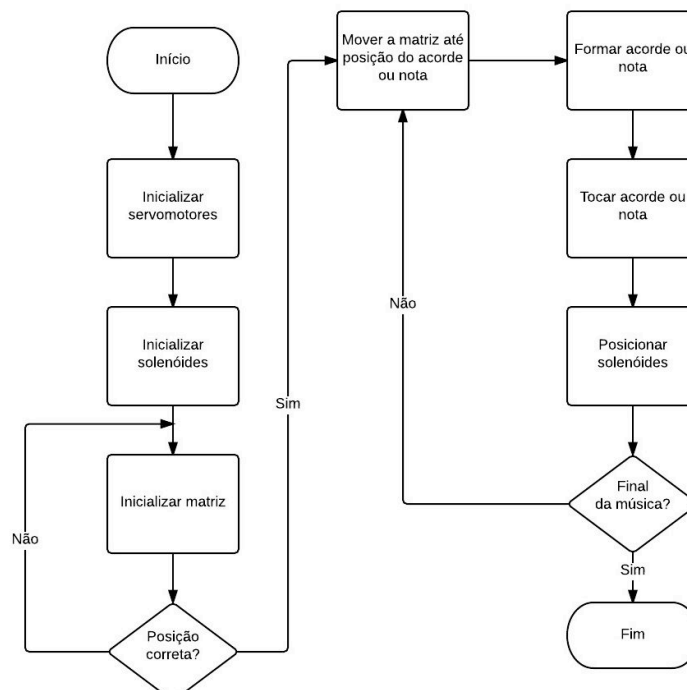 Início
Inicializar
servomotores
Inicializar
solenóides
Inicializar matriz
Não
Posição
correta?
Sim
Mover a matriz até
posição do acorde
ou nota
Formar acorde ou
nota
Tocar acorde ou
nota
Posicionar
solenóides
Final
da música?
Não
Sim
Fim